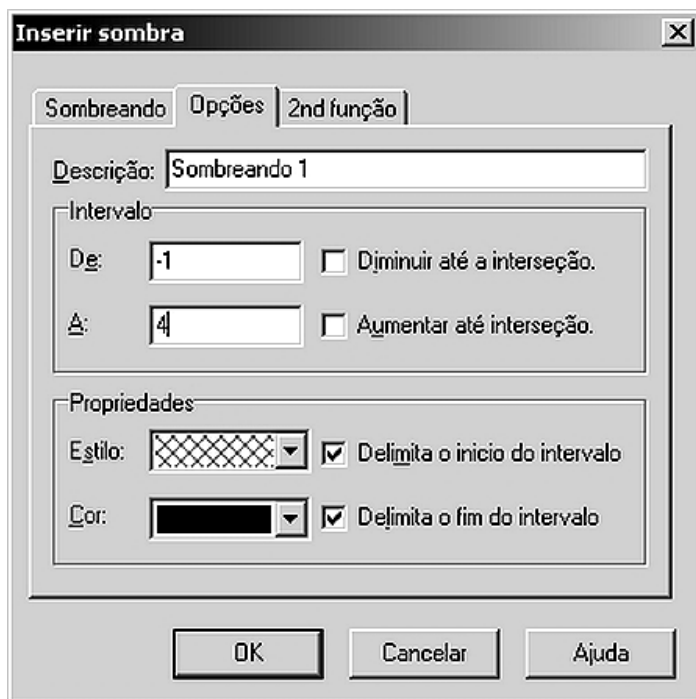 Inserir sombra
Sombreando Opções 2nd função
Descrição: Sombreando 1
Intervalo
De: -1 Diminuir até a interseção.
A: 4 Aumentar até interseção.
Propriedades
Estilo: Delimita o inicio do intervalo
Cor: Delimita o fim do intervalo
OK Cancelar Ajuda